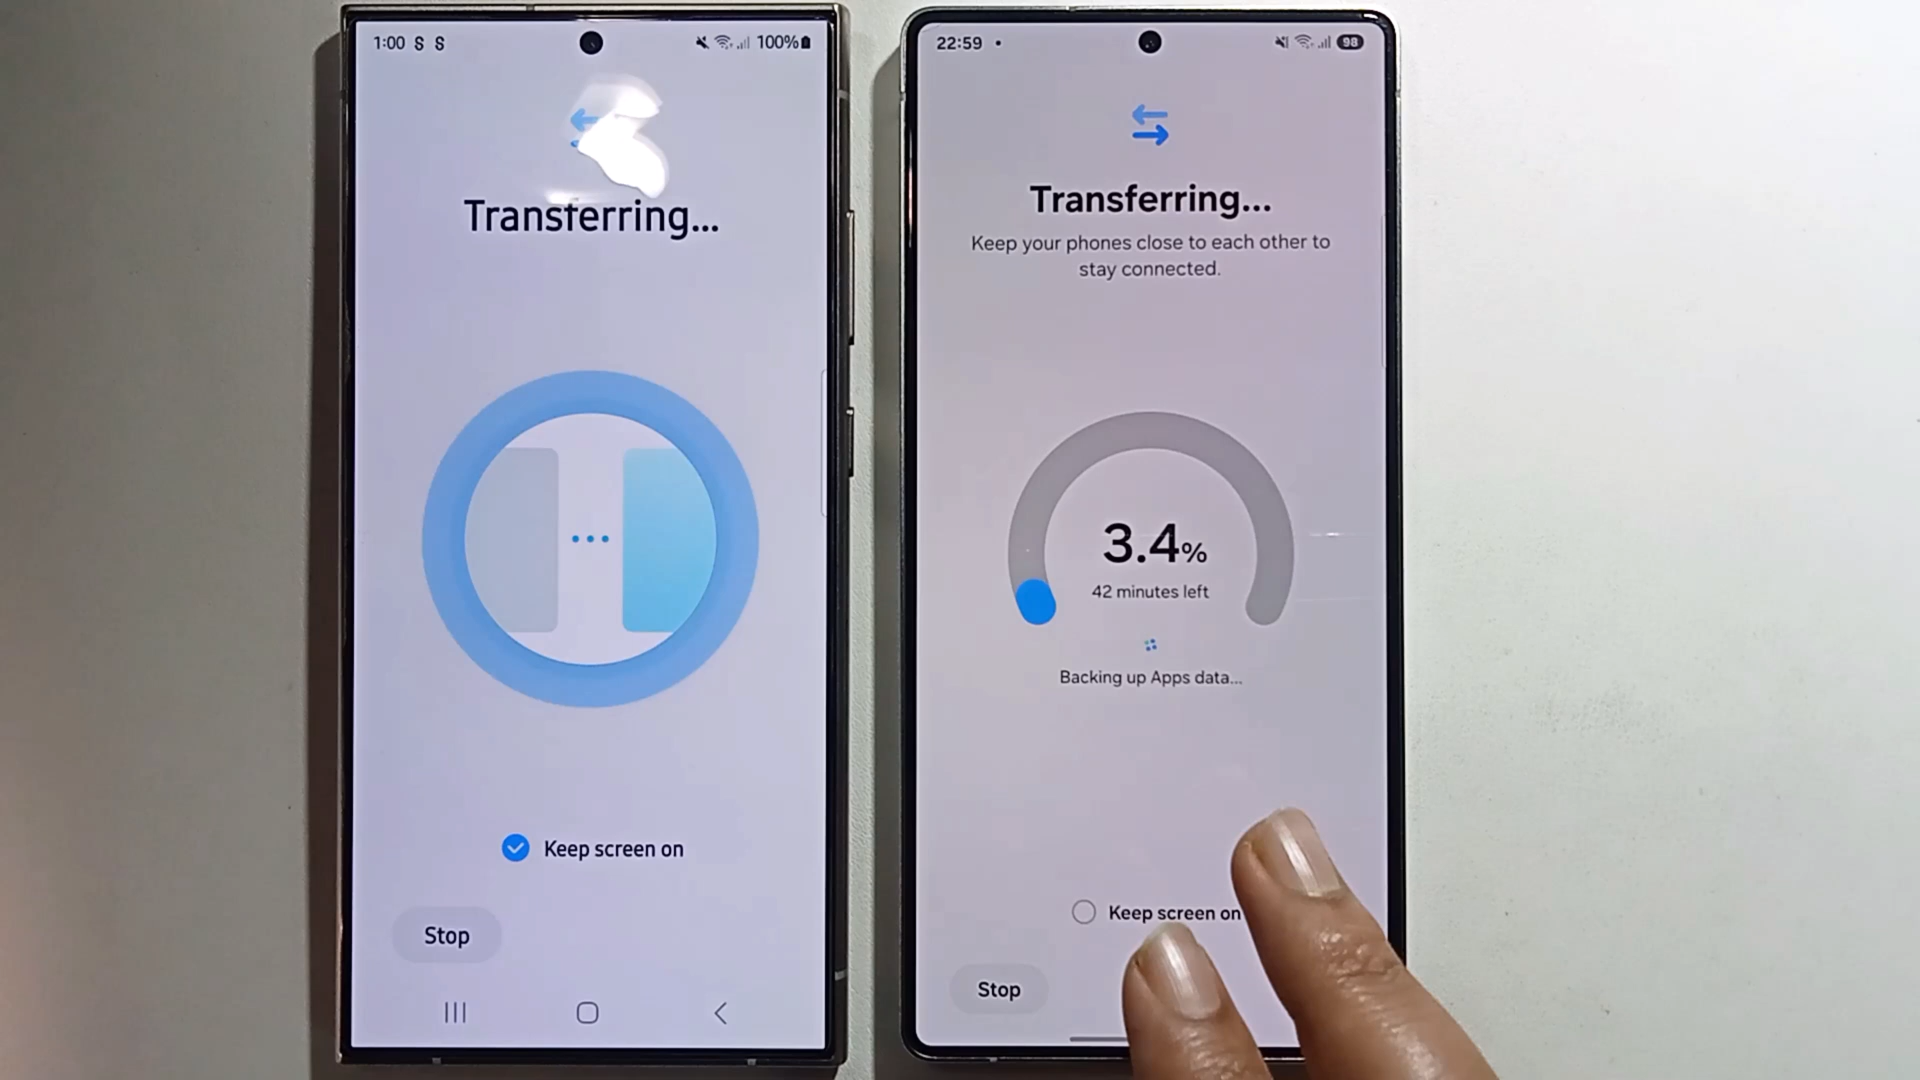 1:00 S S 100%
Transferring...
Keep screen on
Stop
22:59 98
Transferring...
Keep your phones close to each other to
stay connected.
3.4%
42 minutes left
Backing up Apps data...
Keep screen on
Stop